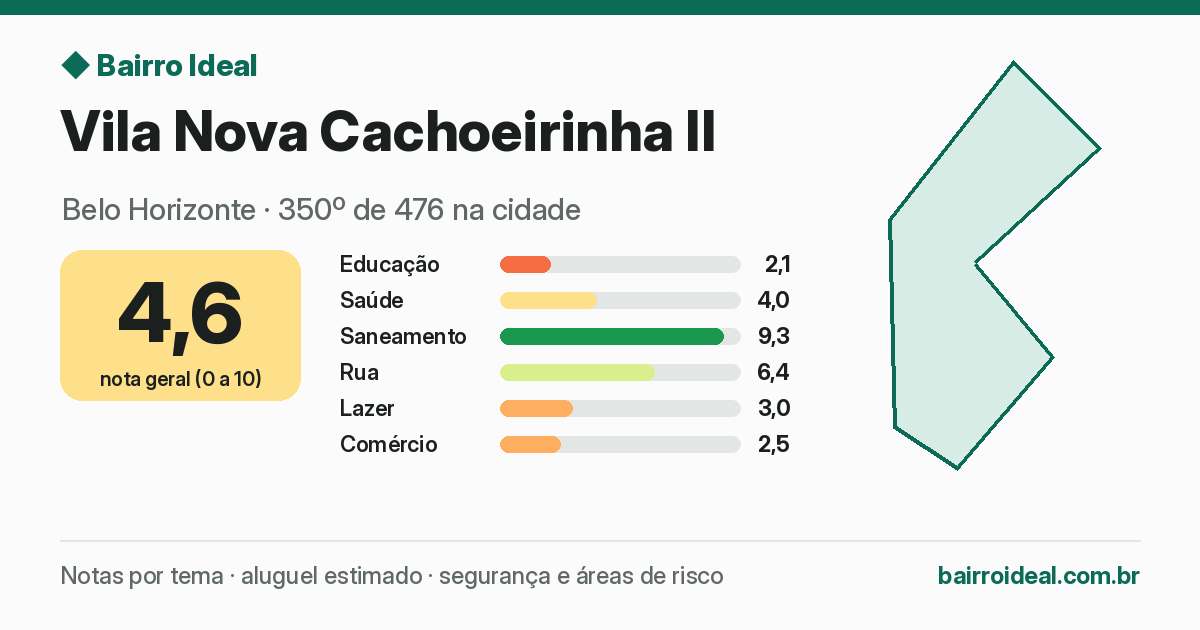 Bairro Ideal
Vila Nova Cachoeirinha II
Belo Horizonte · 350º de 476 na cidade
4,6
nota geral (0 a 10)
Educação 2,1
Saúde 4,0
Saneamento 9,3
Rua 6,4
Lazer 3,0
Comércio 2,5
Notas por tema · aluguel estimado · segurança e áreas de risco
bairroideal.com.br